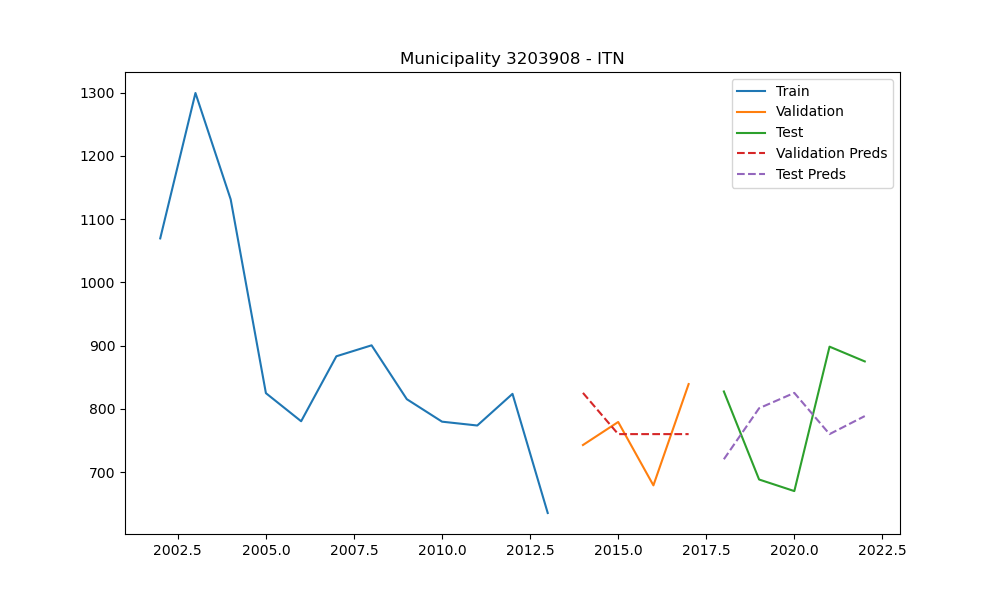 Municipality 3203908 - ITN
1300
1200
1100
1000
900
800
700
Train
Validation
Test
Validation Preds
Test Preds
2002.5 2005.0 2007.5 2010.0 2012.5 2015.0 2017.5 2020.0 2022.5